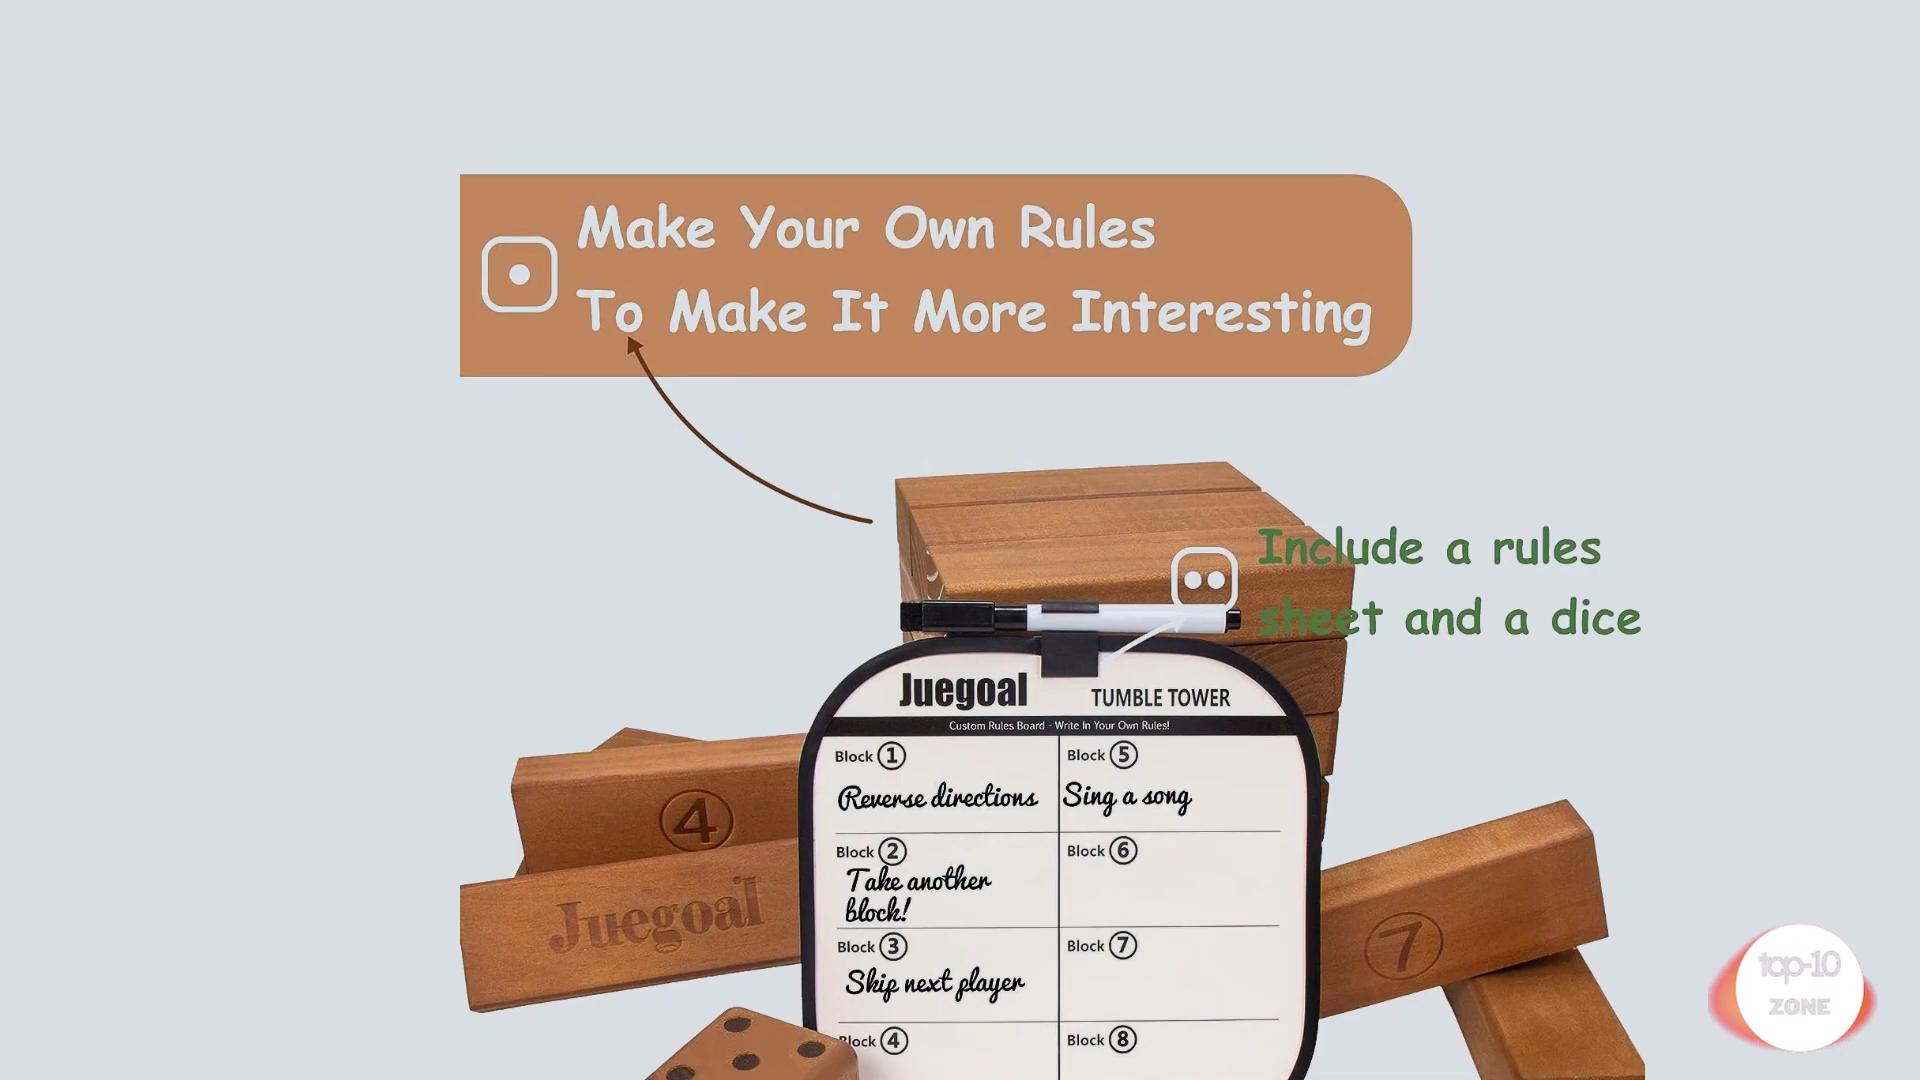 Make Your Own Rules
To Make It More Interesting
Include a rules
sheet and a dice
Juegoal TUMBLE TOWER
Custom Rules Board - Write In Your Own Rules!
Block 1
Reverse directions
Block 2
Take another
block!
Block 3
Skip next player
Block 4
Block 5
Sing a song
Block 6
Block 7
Block 8
4
Juegoal
7
top-10
ZONE